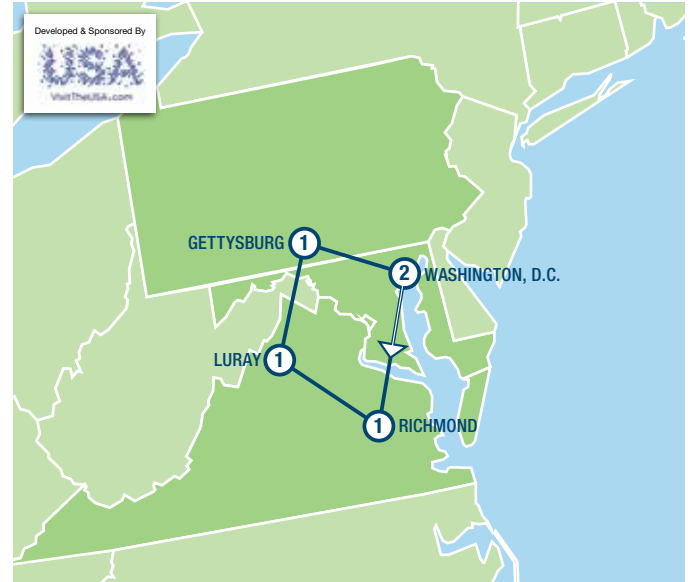 Developed & Sponsored By
USA
VisitTheUSA.com
GETTYSBURG 1
2 WASHINGTON, D.C.
LURAY 1
1 RICHMOND